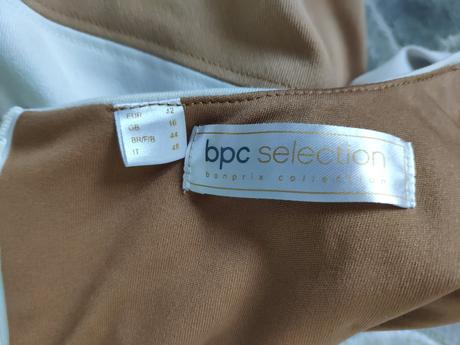 EUR 42
GB 16
BR/F/B 44
IT 48
bpc selection
bonprix collection